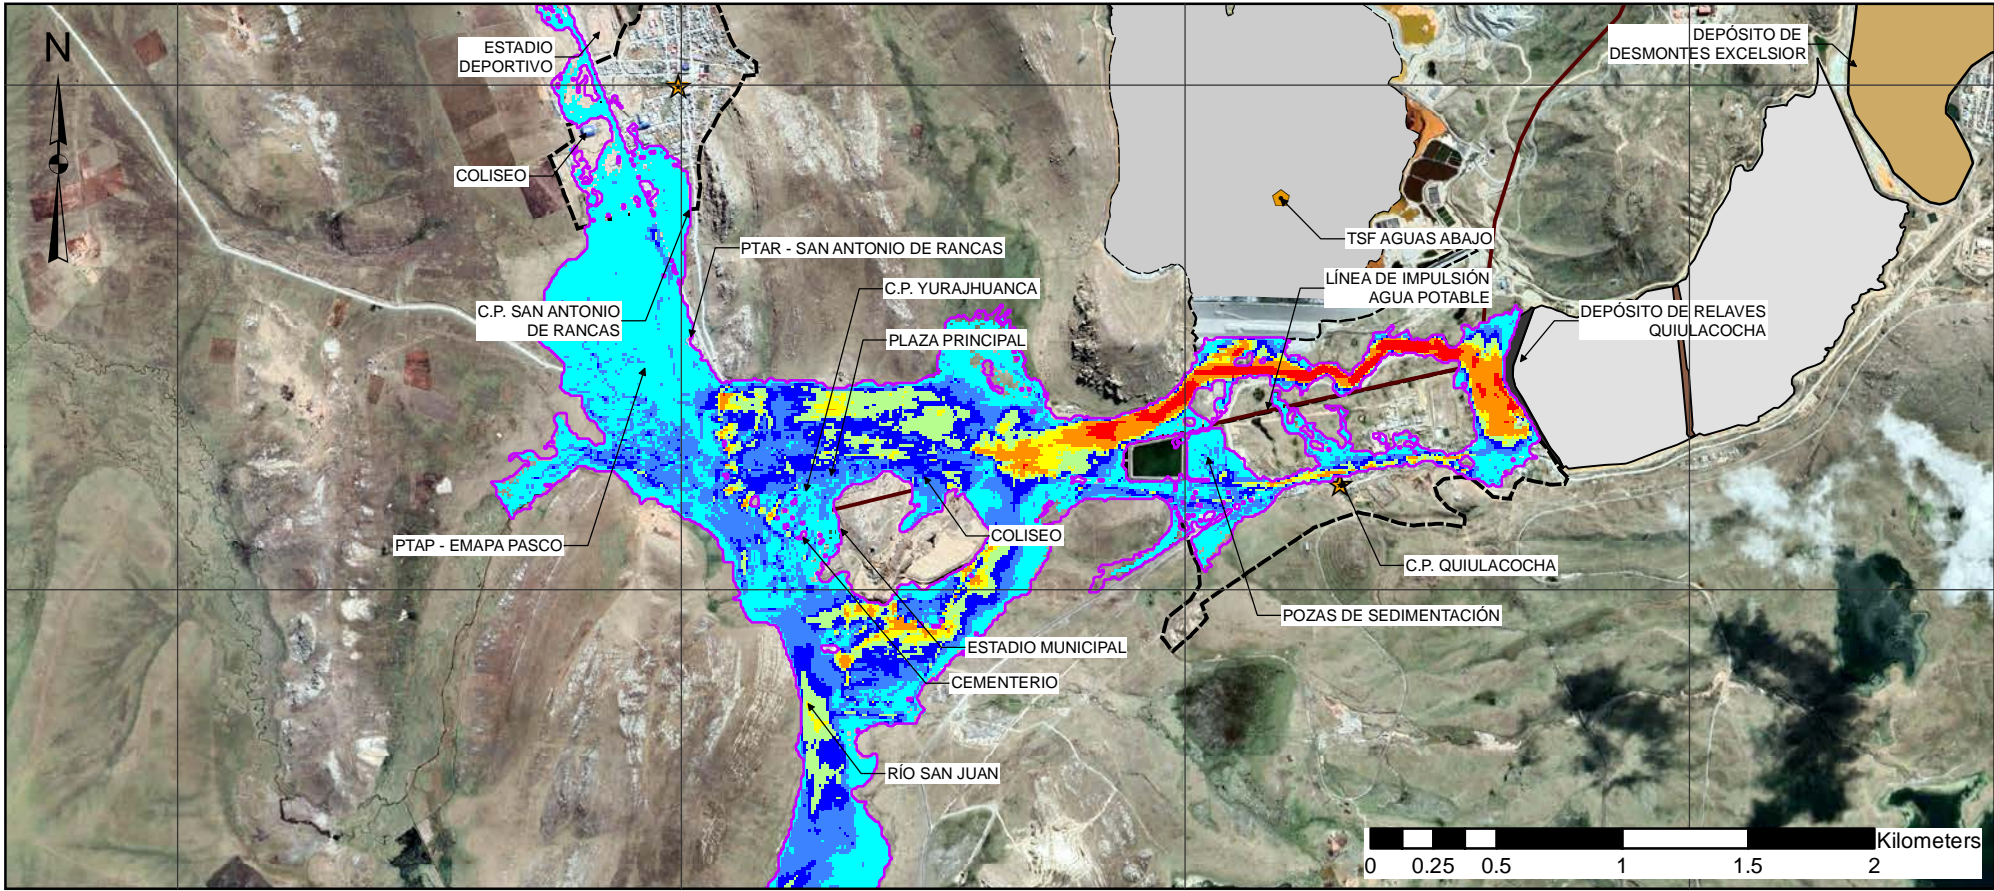 N
ESTADIO
DEPORTIVO
DEPÓSITO DE
DESMONTES EXCELSIOR
COLISEO
PTAR - SAN ANTONIO DE RANCAS
TSF AGUAS ABAJO
C.P. YURAJHUANCA
LÍNEA DE IMPULSIÓN
AGUA POTABLE
C.P. SAN ANTONIO
DE RANCAS
DEPÓSITO DE RELAVES
QUIULACOCHA
PLAZA PRINCIPAL
PTAP - EMAPA PASCO
COLISEO
C.P. QUIULACOCHA
POZAS DE SEDIMENTACIÓN
ESTADIO MUNICIPAL
CEMENTERIO
RÍO SAN JUAN
Kilometers
0 0.25 0.5 1 1.5 2